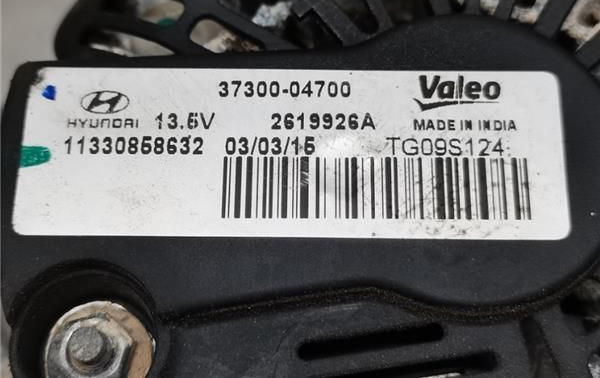 37300-04700 Valeo
HYUNDAI 13.5V 2619926A MADE IN INDIA
11330858632 03/03/15 TG09S124